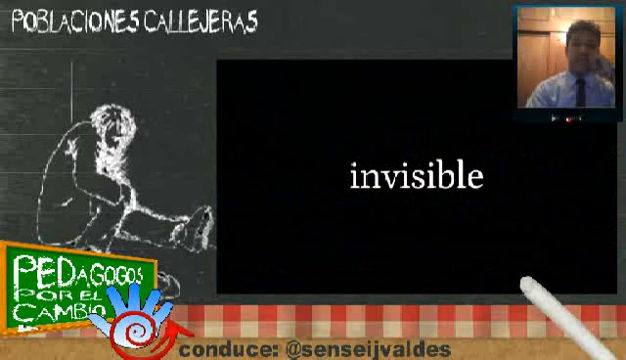 POBLACIONES CALLEJERAS
invisible
PEDAGOGOS
POR EL
CAMBIO
conduce: @senseijvaldes